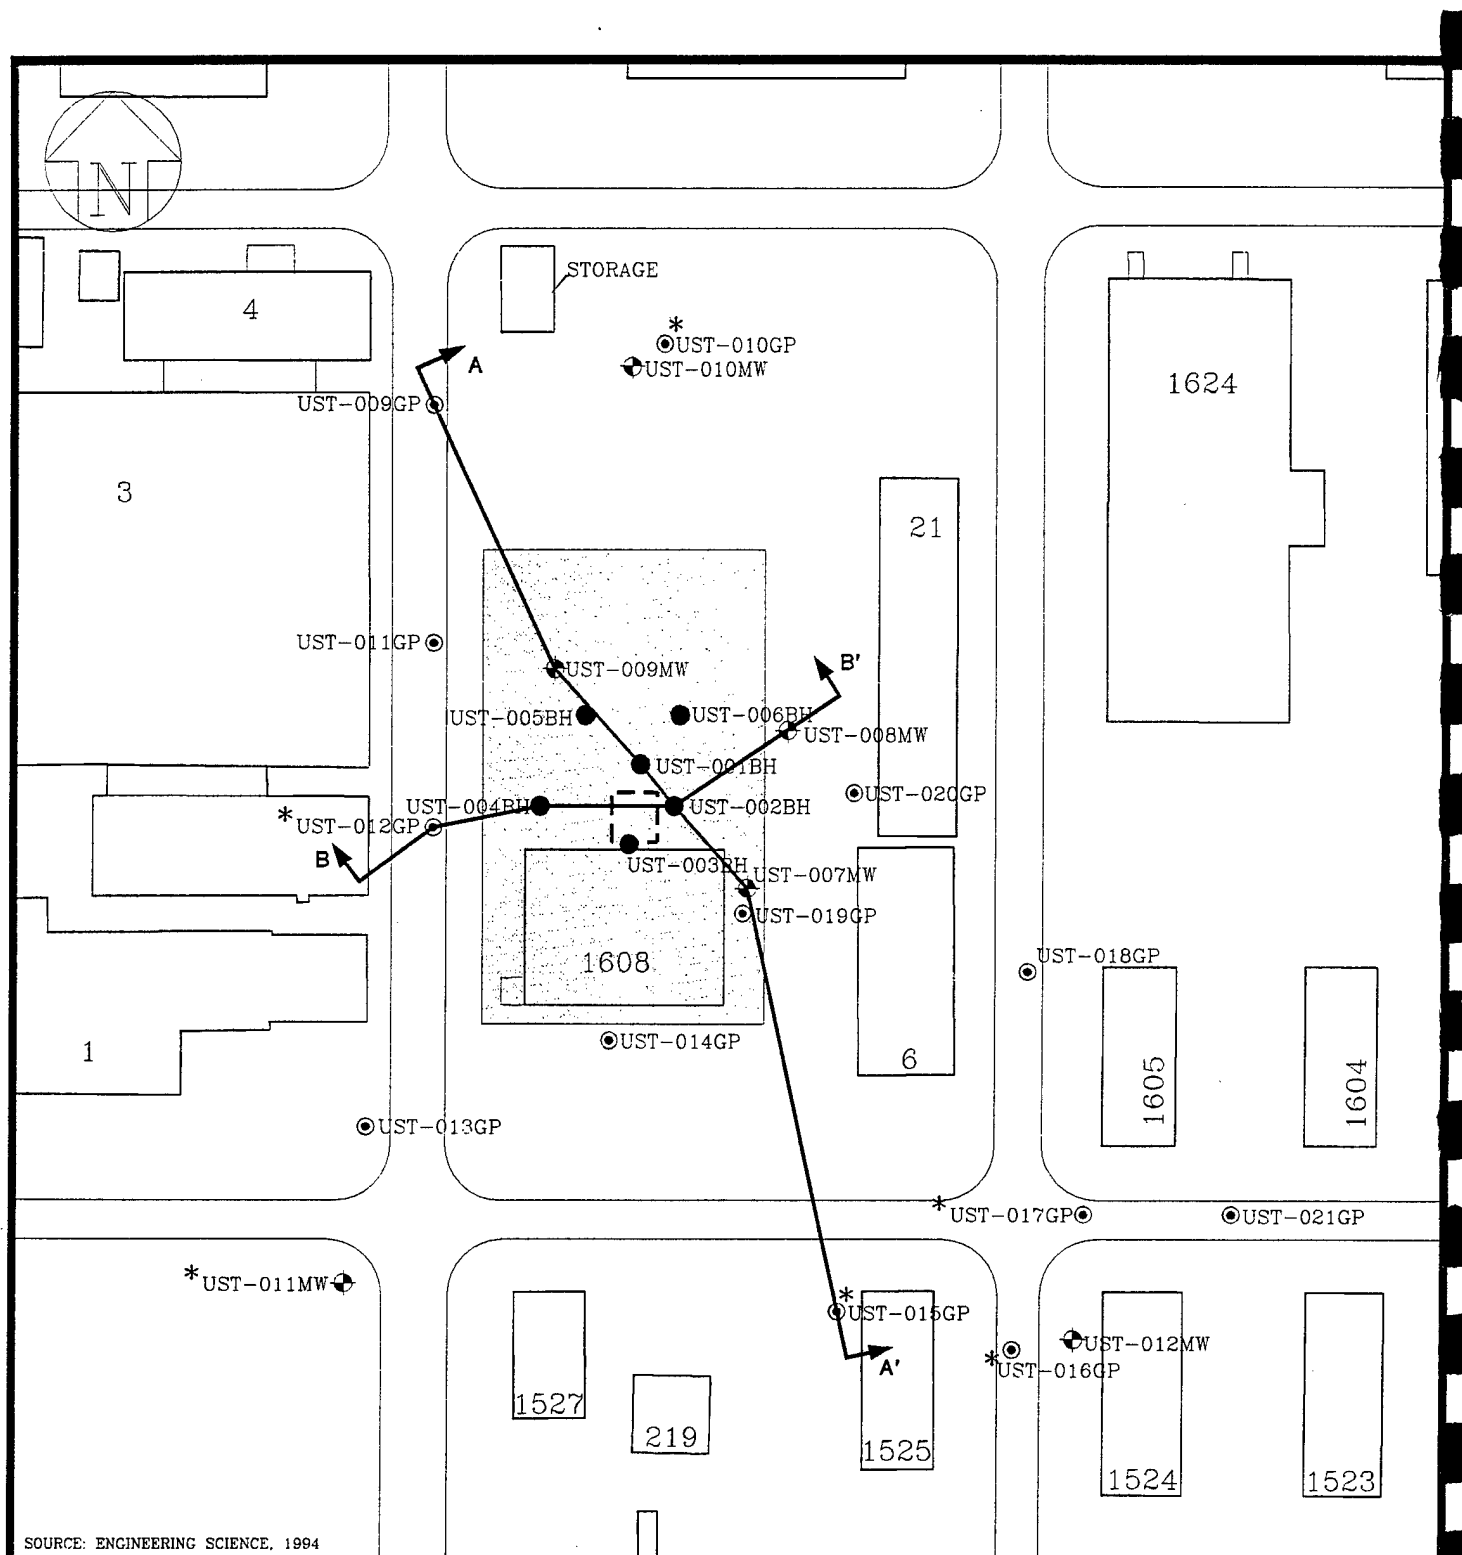 N
STORAGE
4
*
UST-010GP
A
UST-010MW
1624
UST-009GP
3
21
UST-011GP
B'
UST-009MW
UST-005BH
UST-006BH
UST-008MW
UST-001BH
UST-020GP
UST-004BH
UST-002BH
*
UST-012GP
B
UST-003BH
UST-007MW
UST-019GP
1608
UST-018GP
UST-014GP
1
6
1605
1604
UST-013GP
*
UST-017GP
UST-021GP
*
UST-011MW
*
UST-015GP
UST-012MW
*
UST-016GP
A'
1527
219
1525
1524
1523
SOURCE: ENGINEERING SCIENCE, 1994